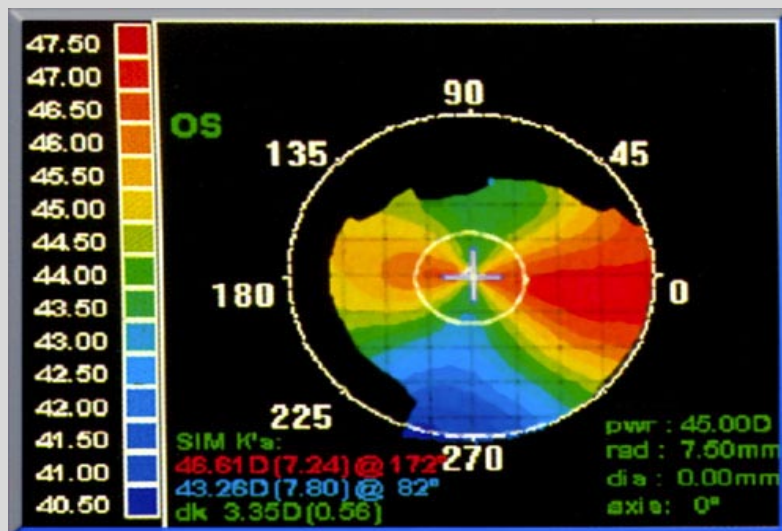 47.50
47.00
46.50
46.00
45.50
45.00
44.50
44.00
43.50
43.00
42.50
42.00
41.50
41.00
40.50
OS
90
135
45
180
0
225
270
SIM K's:
46.61D(7.24)@ 172°
43.26D(7.80)@ 82°
dk 3.35D(0.56)
pwr : 45.00D
rad : 7.50mm
dia : 0.00mm
axis: 0°